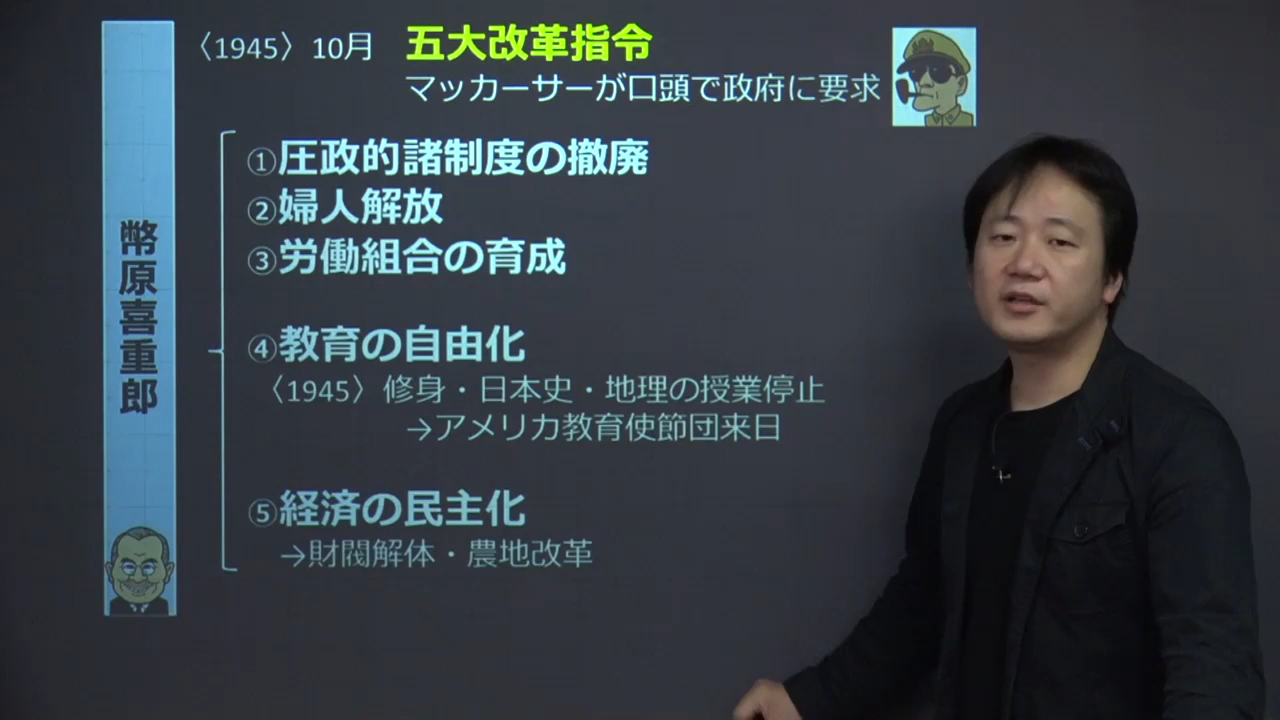 〈1945〉10月 五大改革指令
マッカーサーが口頭で政府に要求
①圧政的諸制度の撤廃
②婦人解放
③労働組合の育成
④教育の自由化
〈1945〉修身・日本史・地理の授業停止
→アメリカ教育使節団来日
⑤経済の民主化
→財閥解体・農地改革
幣原喜重郎